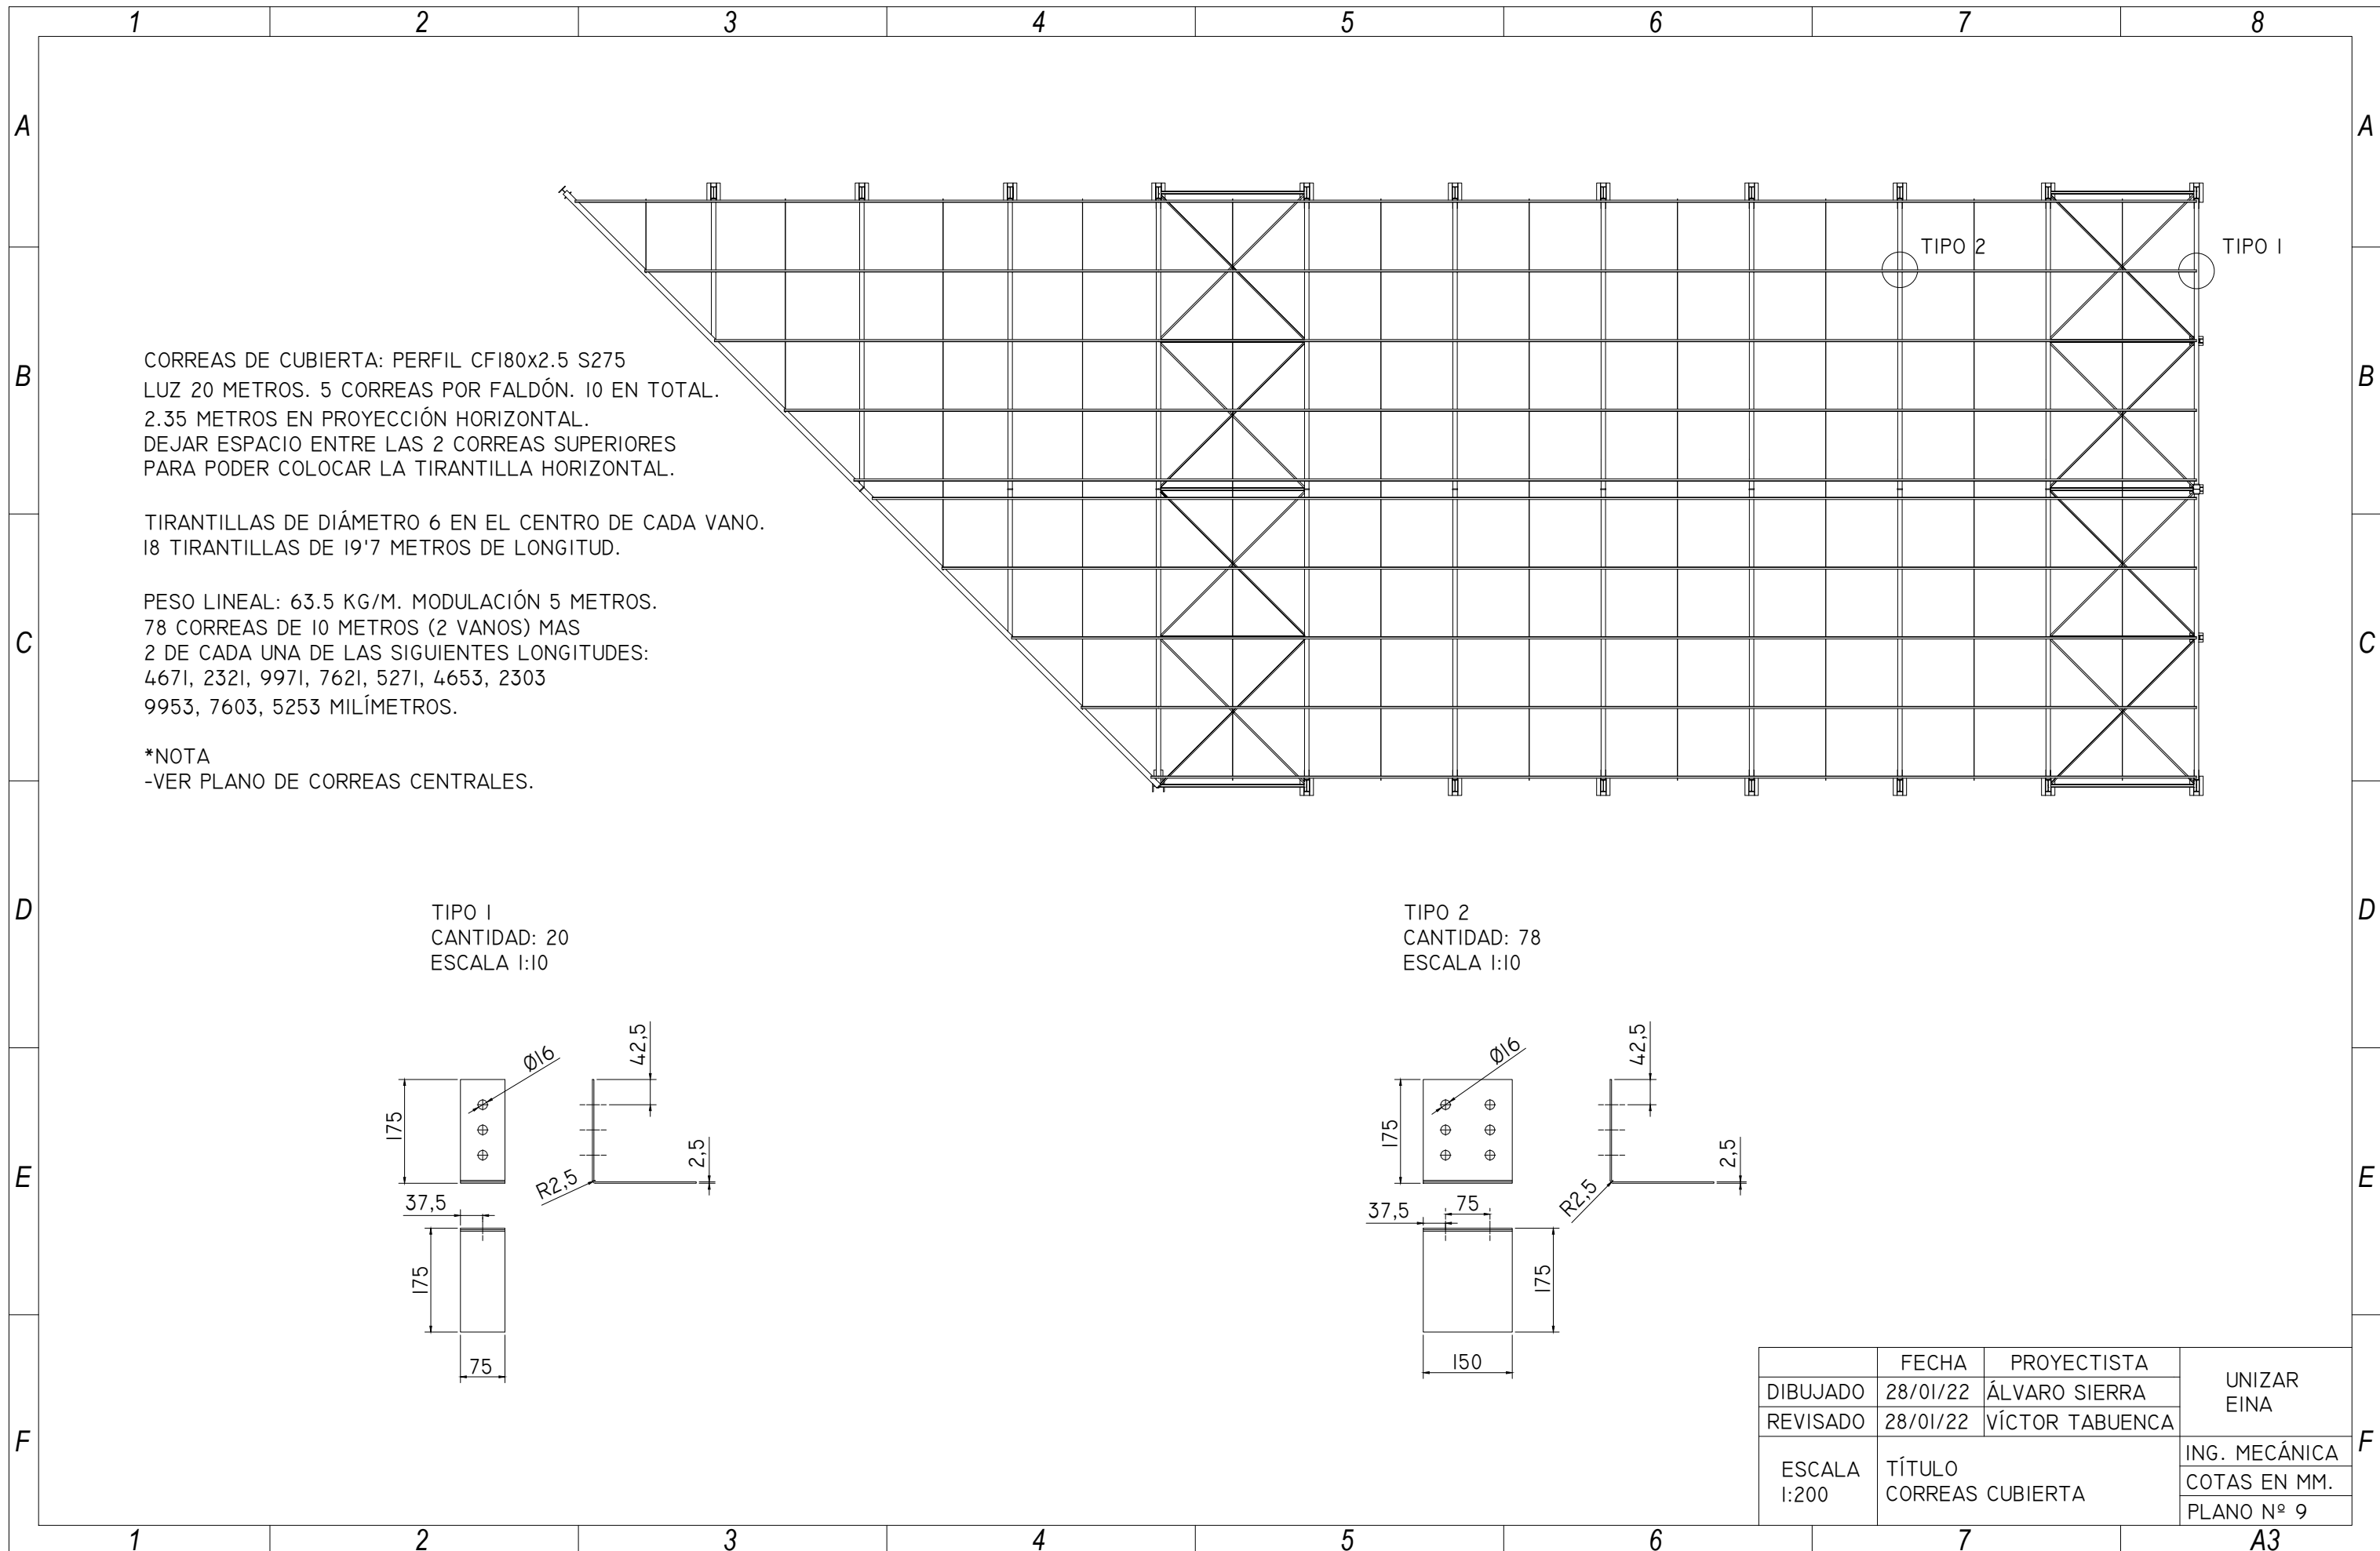 1 2 3 4 5 6 7 8
A A
TIPO 2 TIPO 1
B B
CORREAS DE CUBIERTA: PERFIL CF180x2.5 S275
LUZ 20 METROS. 5 CORREAS POR FALDÓN. 10 EN TOTAL.
2.35 METROS EN PROYECCIÓN HORIZONTAL.
DEJAR ESPACIO ENTRE LAS 2 CORREAS SUPERIORES
PARA PODER COLOCAR LA TIRANTILLA HORIZONTAL.
TIRANTILLAS DE DIÁMETRO 6 EN EL CENTRO DE CADA VANO.
18 TIRANTILLAS DE 19'7 METROS DE LONGITUD.
PESO LINEAL: 63.5 KG/M. MODULACIÓN 5 METROS.
78 CORREAS DE 10 METROS (2 VANOS) MAS
2 DE CADA UNA DE LAS SIGUIENTES LONGITUDES:
4671, 2321, 9971, 7621, 5271, 4653, 2303
9953, 7603, 5253 MILÍMETROS.
*NOTA
-VER PLANO DE CORREAS CENTRALES.
C C
D D
TIPO 1
CANTIDAD: 20
ESCALA 1:10
Ø16
42,5
175
2,5
R2,5
37,5
175
75
TIPO 2
CANTIDAD: 78
ESCALA 1:10
Ø16
42,5
175
2,5
R2,5
37,5
75
175
150
E E
F F
FECHA PROYECTISTA
DIBUJADO 28/01/22 ÁLVARO SIERRA
REVISADO 28/01/22 VÍCTOR TABUENCA
UNIZAR
EINA
ESCALA
1:200
TÍTULO
CORREAS CUBIERTA
ING. MECÁNICA
COTAS EN MM.
PLANO Nº 9
1 2 3 4 5 6 7 A3